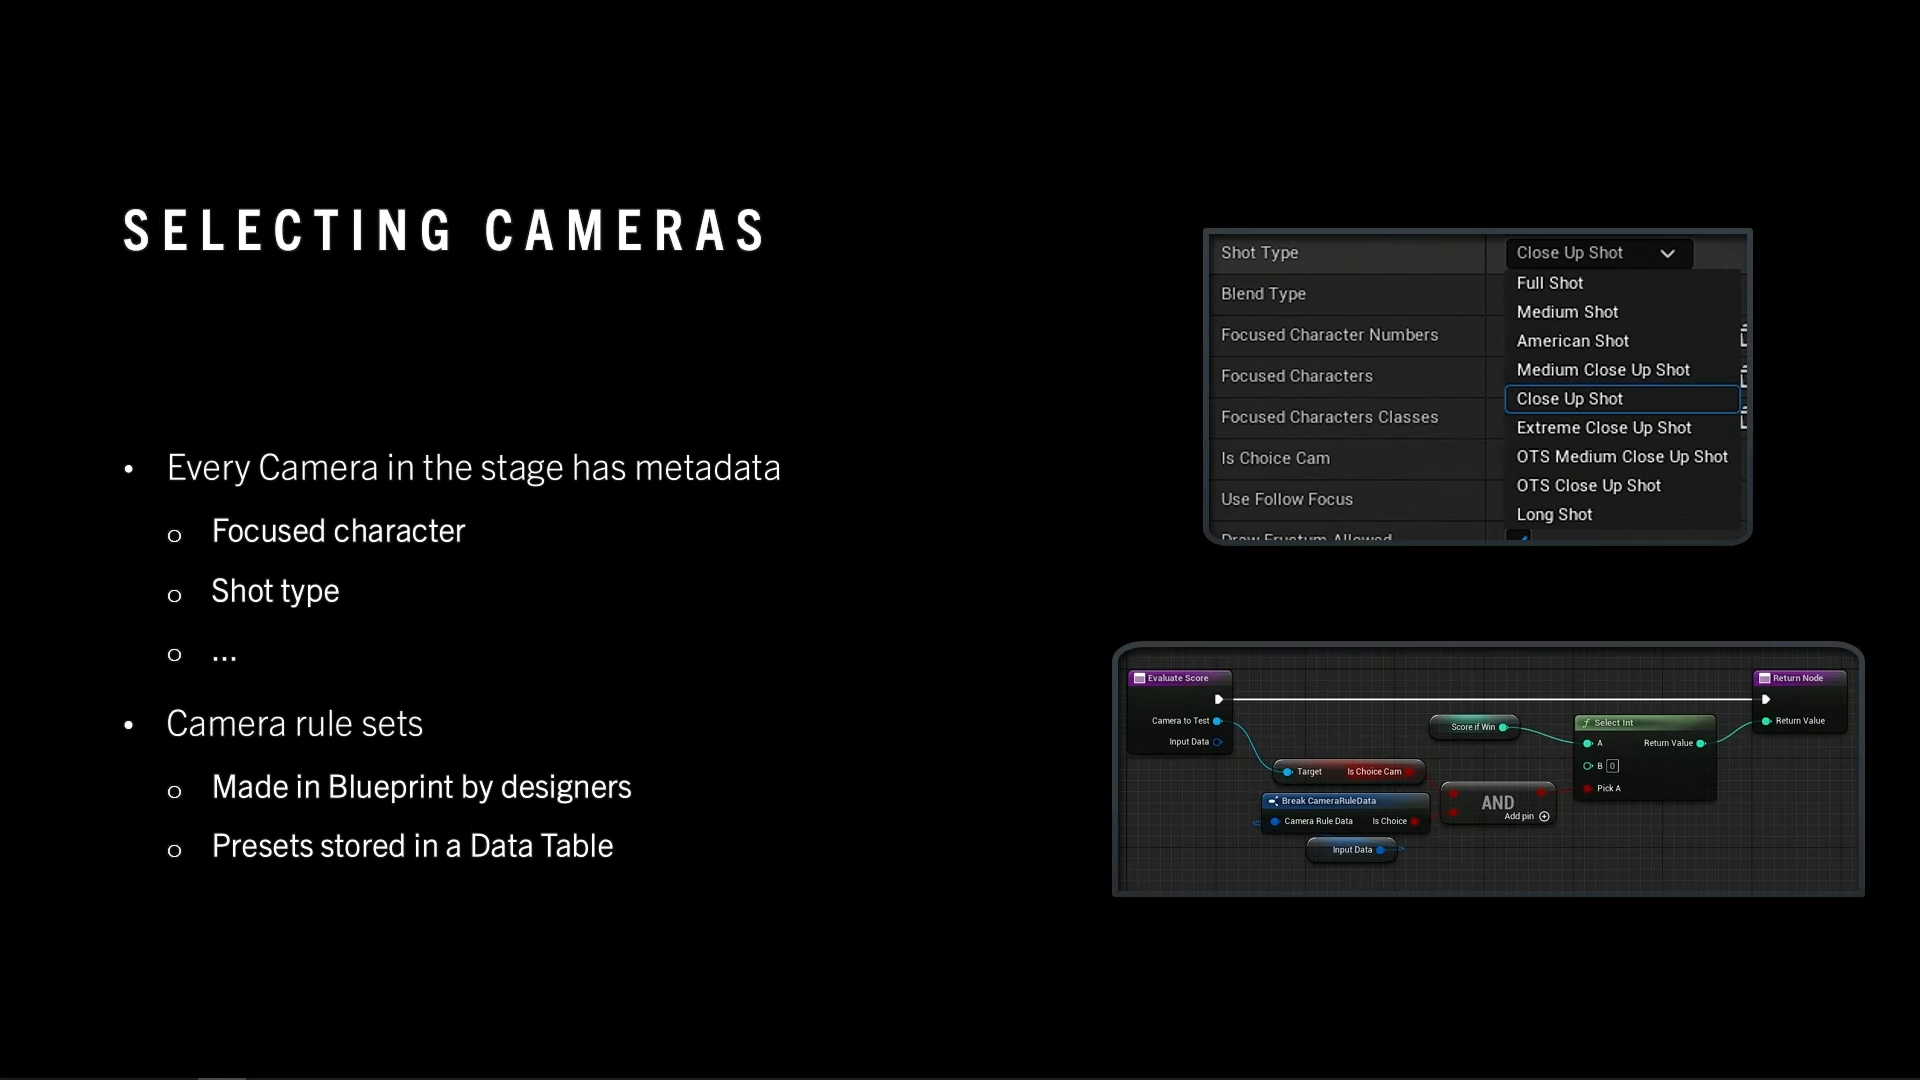 SELECTING CAMERAS
• Every Camera in the stage has metadata
o Focused character
o Shot type
o ...
• Camera rule sets
o Made in Blueprint by designers
o Presets stored in a Data Table
Shot Type
Close Up Shot
Blend Type
Focused Character Numbers
Focused Characters
Focused Characters Classes
Is Choice Cam
Use Follow Focus
Draw Frustum Allowed
Full Shot
Medium Shot
American Shot
Medium Close Up Shot
Close Up Shot
Extreme Close Up Shot
OTS Medium Close Up Shot
OTS Close Up Shot
Long Shot
Evaluate Score
Camera to Test
Input Data
Target Is Choice Cam
Break CameraRuleData
Camera Rule Data Is Choice
Input Data
AND
Add pin
Score if Win
f Select Int
A Return Value
B 0
Pick A
Return Node
Return Value